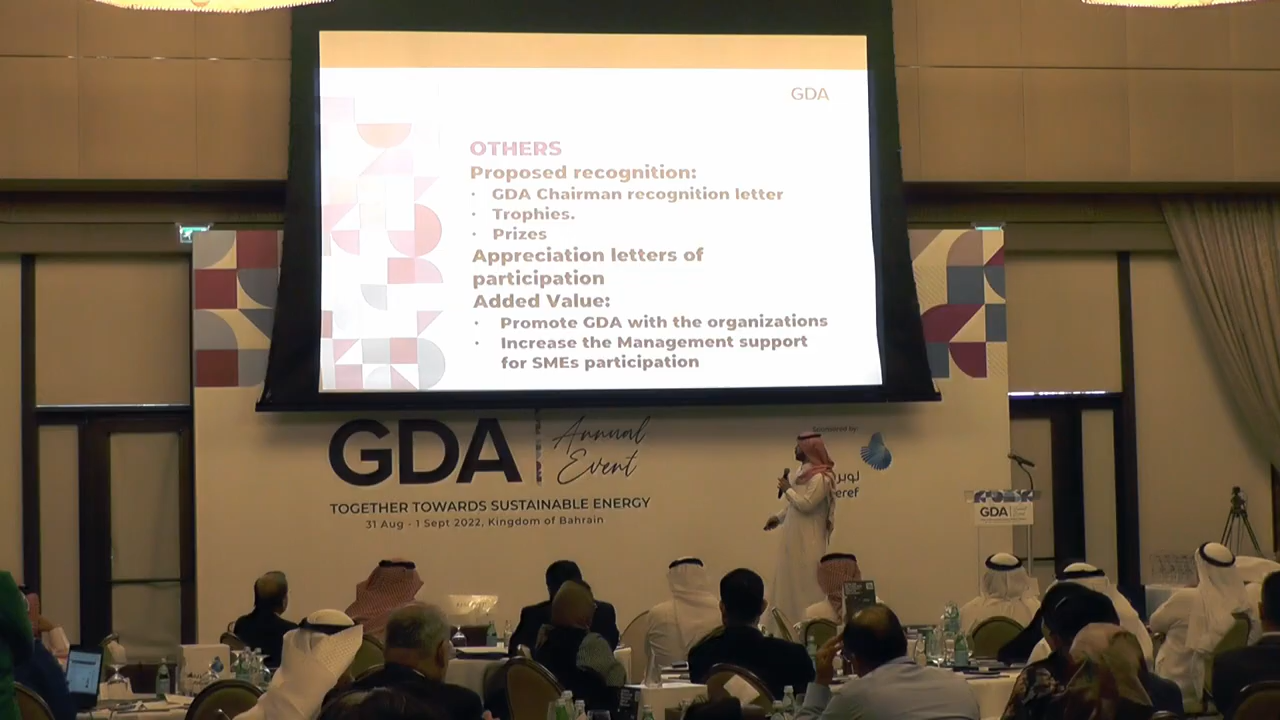 GDA
OTHERS
Proposed recognition:
· GDA Chairman recognition letter
· Trophies.
· Prizes
Appreciation letters of
participation
Added Value:
· Promote GDA with the organizations
· Increase the Management support
for SMEs participation
GDA Annual
Event
TOGETHER TOWARDS SUSTAINABLE ENERGY
31 Aug - 1 Sept 2022, Kingdom of Bahrain
Sponsored by
GDA